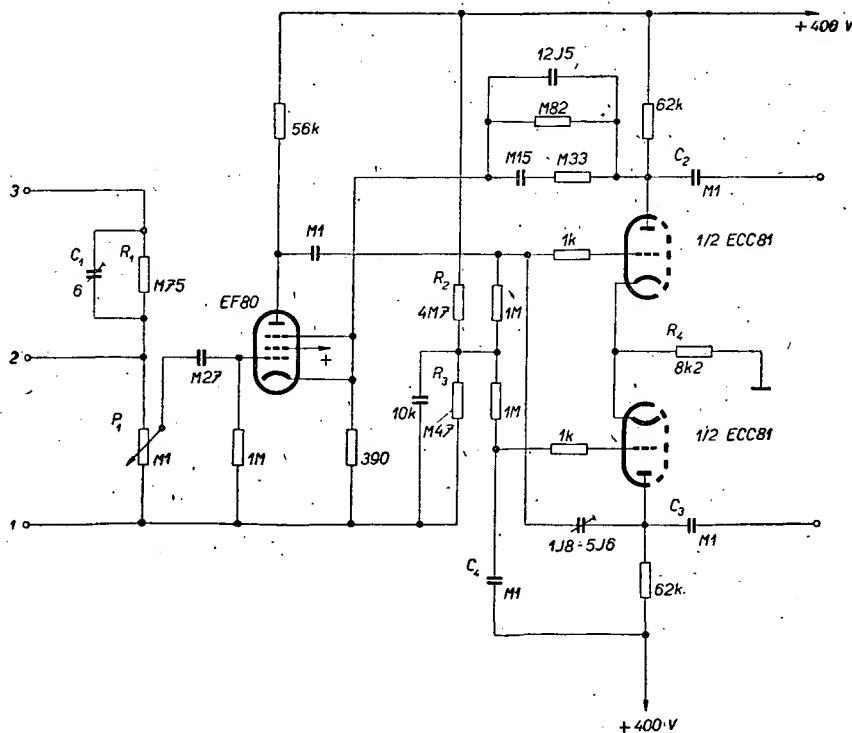 +400 V
12J5
M82
62k
56k
M15
M33
C2
M1
3
1/2 ECC81
M1
1k
C1
6
R1
M75
EF80
R2
4M7
1M
+
R4
8k2
2
M27
R3
10k
M47
1M
P1
M1
1M
390
1k
1/2 ECC81
1
1J8-5J6
C3
M1
C4
M1
62k
+400 V